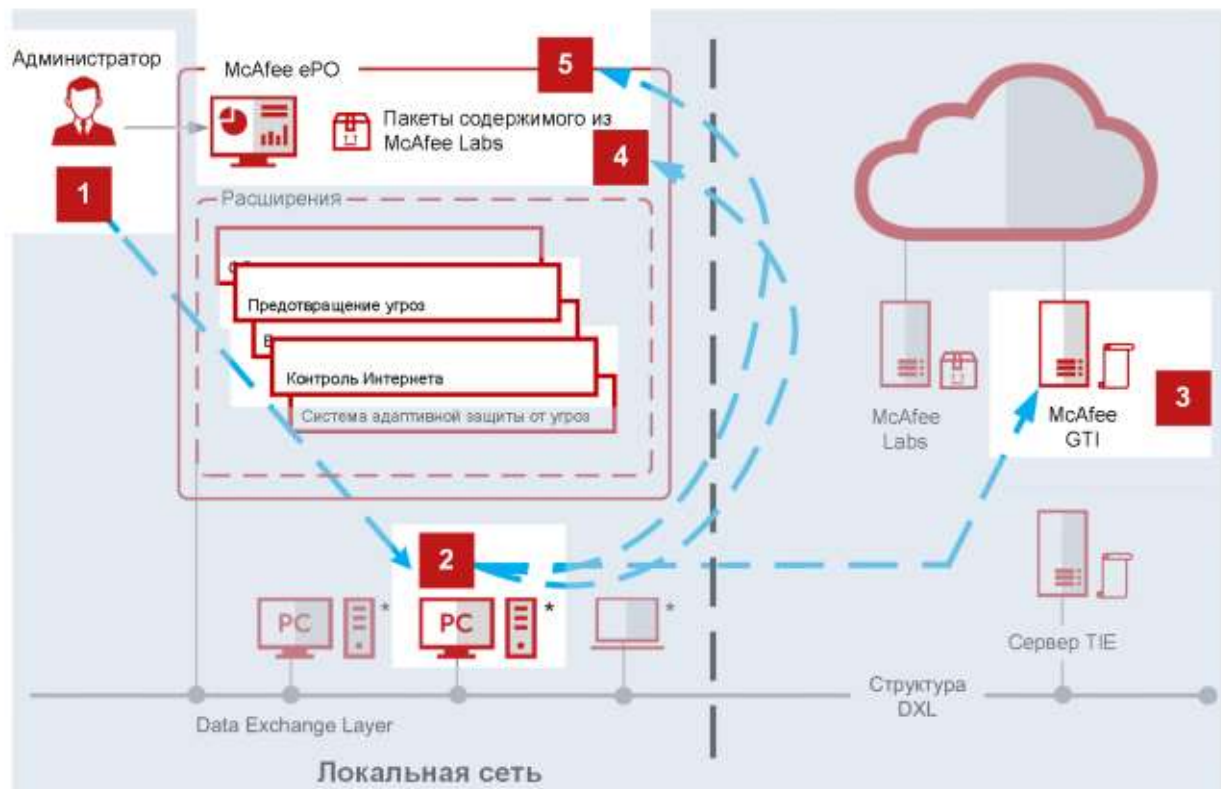 Администратор
McAfee ePO
5
Пакеты содержимого из
McAfee Labs
4
1
Расширения
Предотвращение угроз
Контроль Интернета
Система адаптивной защиты от угроз
McAfee
Labs
McAfee
GTI
3
2
PC
*
PC
*
*
Сервер TIE
Структура
DXL
Data Exchange Layer
Локальная сеть